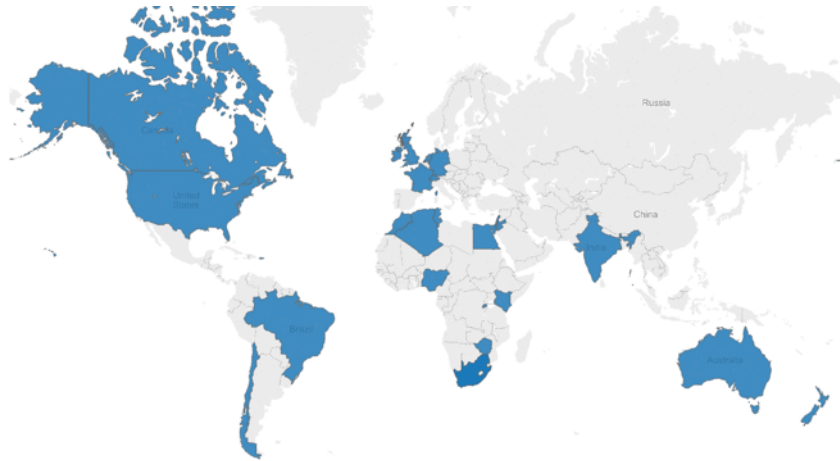 Russia
Canada
United
States
China
India
Brazil
Australia